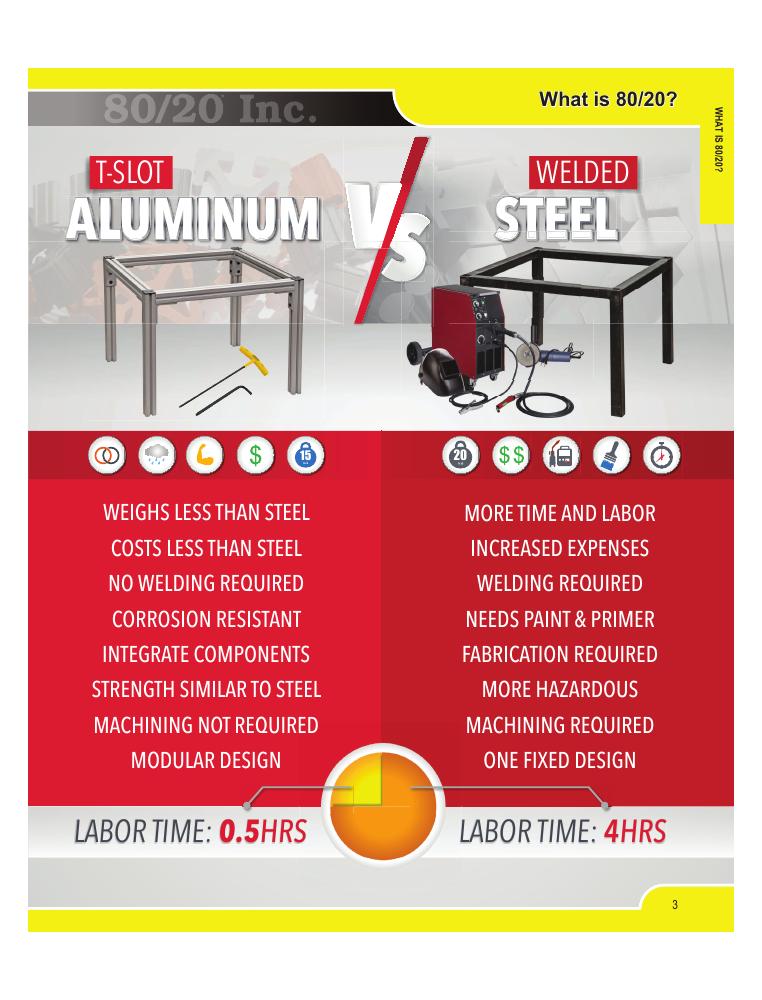 80/20 Inc.
What is 80/20?
WHAT IS 80/20?
T-SLOT
ALUMINUM
VS
WELDED
STEEL
$
15
20
$$
WEIGHS LESS THAN STEEL
COSTS LESS THAN STEEL
NO WELDING REQUIRED
CORROSION RESISTANT
INTEGRATE COMPONENTS
STRENGTH SIMILAR TO STEEL
MACHINING NOT REQUIRED
MODULAR DESIGN
MORE TIME AND LABOR
INCREASED EXPENSES
WELDING REQUIRED
NEEDS PAINT & PRIMER
FABRICATION REQUIRED
MORE HAZARDOUS
MACHINING REQUIRED
ONE FIXED DESIGN
LABOR TIME: 0.5HRS
LABOR TIME: 4HRS
3